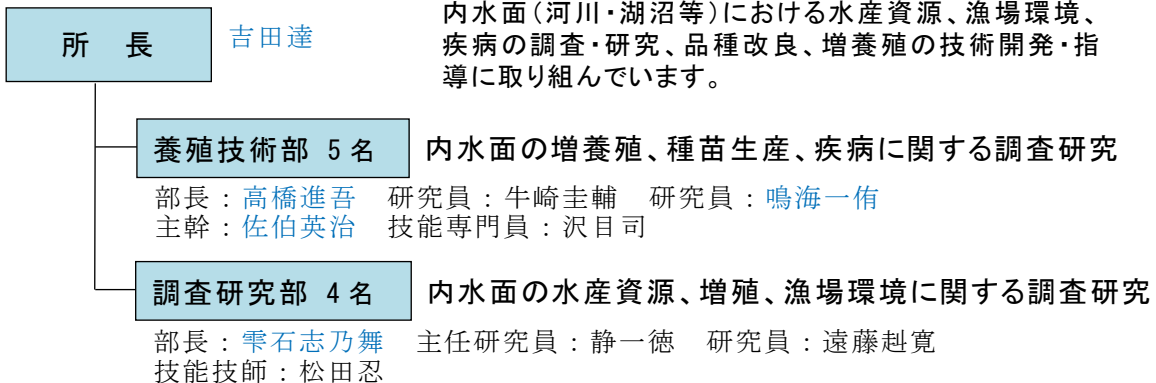 所　長
吉田達
内水面(河川・湖沼等)における水産資源、漁場環境、
疾病の調査・研究、品種改良、増養殖の技術開発・指
導に取り組んでいます。
養殖技術部 5名
内水面の増養殖、種苗生産、疾病に関する調査研究
部長：高橋進吾　研究員：牛崎圭輔　研究員：鳴海一侑
主幹：佐伯英治　技能専門員：沢目司
調査研究部 4名
内水面の水産資源、増殖、漁場環境に関する調査研究
部長：雫石志乃舞　主任研究員：静一徳　研究員：遠藤赳寛
技能技師：松田忍